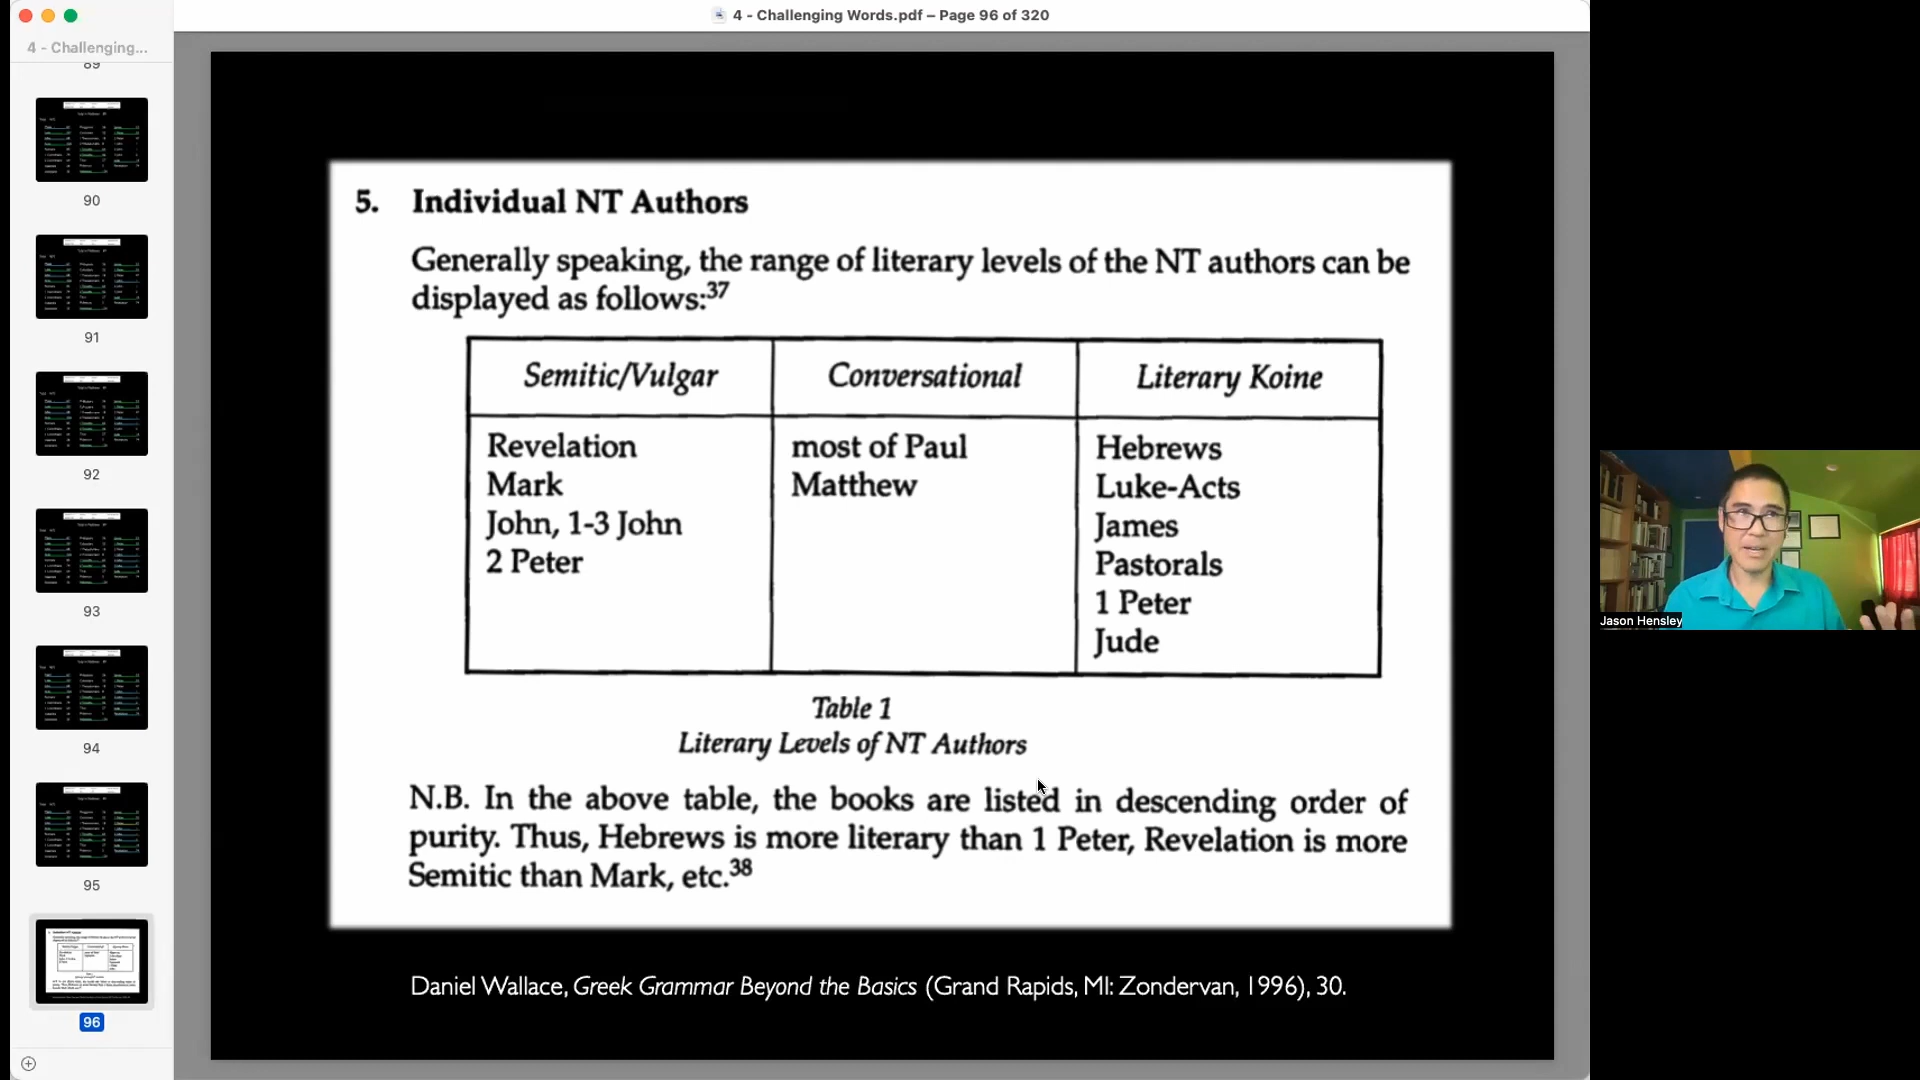 4 - Challenging Words.pdf – Page 96 of 320
4 - Challenging...
89
90
91
92
93
94
95
96
5. Individual NT Authors
Generally speaking, the range of literary levels of the NT authors can be
displayed as follows:37
Semitic/Vulgar Conversational Literary Koine
Revelation most of Paul Hebrews
Mark Matthew Luke-Acts
John, 1-3 John James
2 Peter Pastorals
1 Peter
Jude
Table 1
Literary Levels of NT Authors
N.B. In the above table, the books are listed in descending order of
purity. Thus, Hebrews is more literary than 1 Peter, Revelation is more
Semitic than Mark, etc.38
Daniel Wallace, Greek Grammar Beyond the Basics (Grand Rapids, MI: Zondervan, 1996), 30.
Jason Hensley